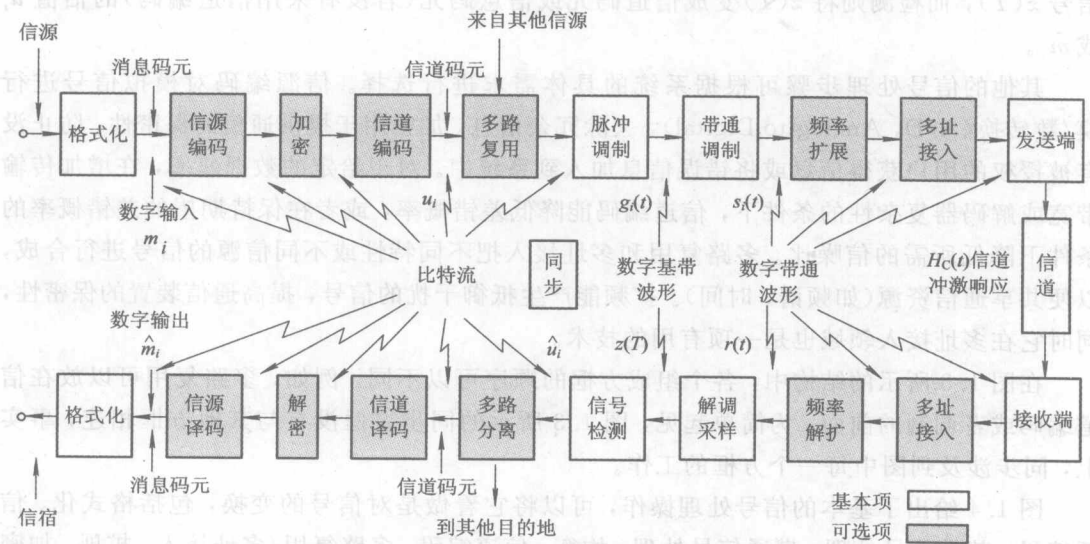 信源
消息码元
信道码元
来自其他信源
格式化
信源编码
加密
信道编码
多路复用
脉冲调制
带通调制
频率扩展
多址接入
发送端
数字输入
m_i
u_i
g_i(t)
s_i(t)
比特流
同步
数字基带波形
数字带通波形
H_C(t)信道冲激响应
信道
数字输出
m̂_i
û_i
z(T)
r(t)
格式化
信源译码
解密
信道译码
多路分离
信号检测
解调采样
频率解扩
多址接入
接收端
信宿
消息码元
信道码元
到其他目的地
基本项
可选项